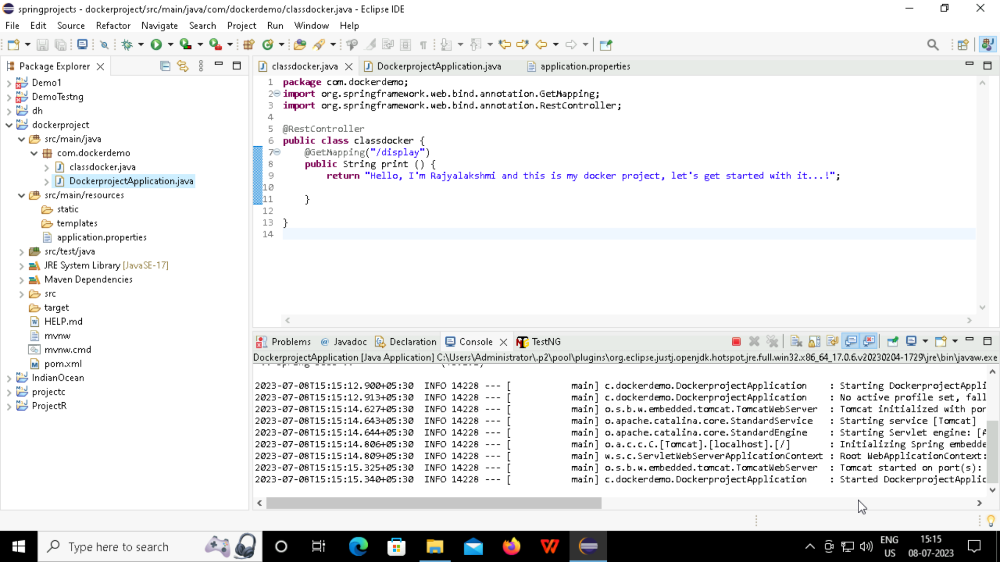 springprojects - dockerproject/src/main/java/com/dockerdemo/classdocker.java - Eclipse IDE
File Edit Source Refactor Navigate Search Project Run Window Help
Package Explorer
Demo1
DemoTestng
dh
dockerproject
src/main/java
com.dockerdemo
classdocker.java
DockerprojectApplication.java
src/main/resources
static
templates
application.properties
src/test/java
JRE System Library [JavaSE-17]
Maven Dependencies
src
target
HELP.md
mvnw
mvnw.cmd
pom.xml
IndianOcean
projectc
ProjectR
classdocker.java DockerprojectApplication.java application.properties
1 package com.dockerdemo;
2 import org.springframework.web.bind.annotation.GetMapping;
3 import org.springframework.web.bind.annotation.RestController;
4
5 @RestController
6 public class classdocker {
7 @GetMapping("/display")
8 public String print () {
9 return "Hello, I'm Rajyalakshmi and this is my docker project, let's get started with it...!";
10
11 }
12
13 }
14
Problems @ Javadoc Declaration Console TestNG
DockerprojectApplication [Java Application] C:\Users\Administrator\.p2\pool\plugins\org.eclipse.justj.openjdk.hotspot.jre.full.win32.x86_64_17.0.6.v20230204-1729\jre\bin\javaw.exe
2023-07-08T15:15:12.900+05:30 INFO 14228 --- [ main] c.dockerdemo.DockerprojectApplication : Starting DockerprojectAppli
2023-07-08T15:15:12.913+05:30 INFO 14228 --- [ main] c.dockerdemo.DockerprojectApplication : No active profile set, fall
2023-07-08T15:15:14.627+05:30 INFO 14228 --- [ main] o.s.b.w.embedded.tomcat.TomcatWebServer : Tomcat initialized with por
2023-07-08T15:15:14.643+05:30 INFO 14228 --- [ main] o.apache.catalina.core.StandardService : Starting service [Tomcat]
2023-07-08T15:15:14.644+05:30 INFO 14228 --- [ main] o.apache.catalina.core.StandardEngine : Starting Servlet engine: [A
2023-07-08T15:15:14.806+05:30 INFO 14228 --- [ main] o.a.c.c.C.[Tomcat].[localhost].[/] : Initializing Spring embedde
2023-07-08T15:15:14.809+05:30 INFO 14228 --- [ main] w.s.c.ServletWebServerApplicationContext : Root WebApplicationContext:
2023-07-08T15:15:15.325+05:30 INFO 14228 --- [ main] o.s.b.w.embedded.tomcat.TomcatWebServer : Tomcat started on port(s):
2023-07-08T15:15:15.340+05:30 INFO 14228 --- [ main] c.dockerdemo.DockerprojectApplication : Started DockerprojectApplic
Type here to search
ENG
US
15:15
08-07-2023